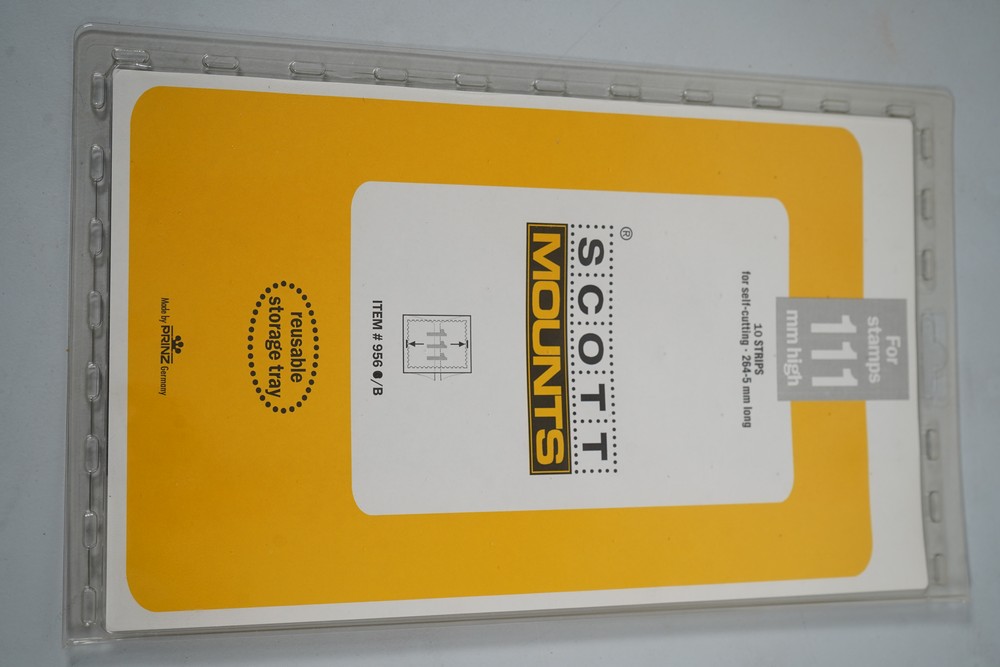 For
stamps
111
mm high
10 STRIPS
for self-cutting · 264-5 mm long
SCOTT®
MOUNTS
111
ITEM # 956 ●/B
reusable
storage tray
Made by PRINZ Germany